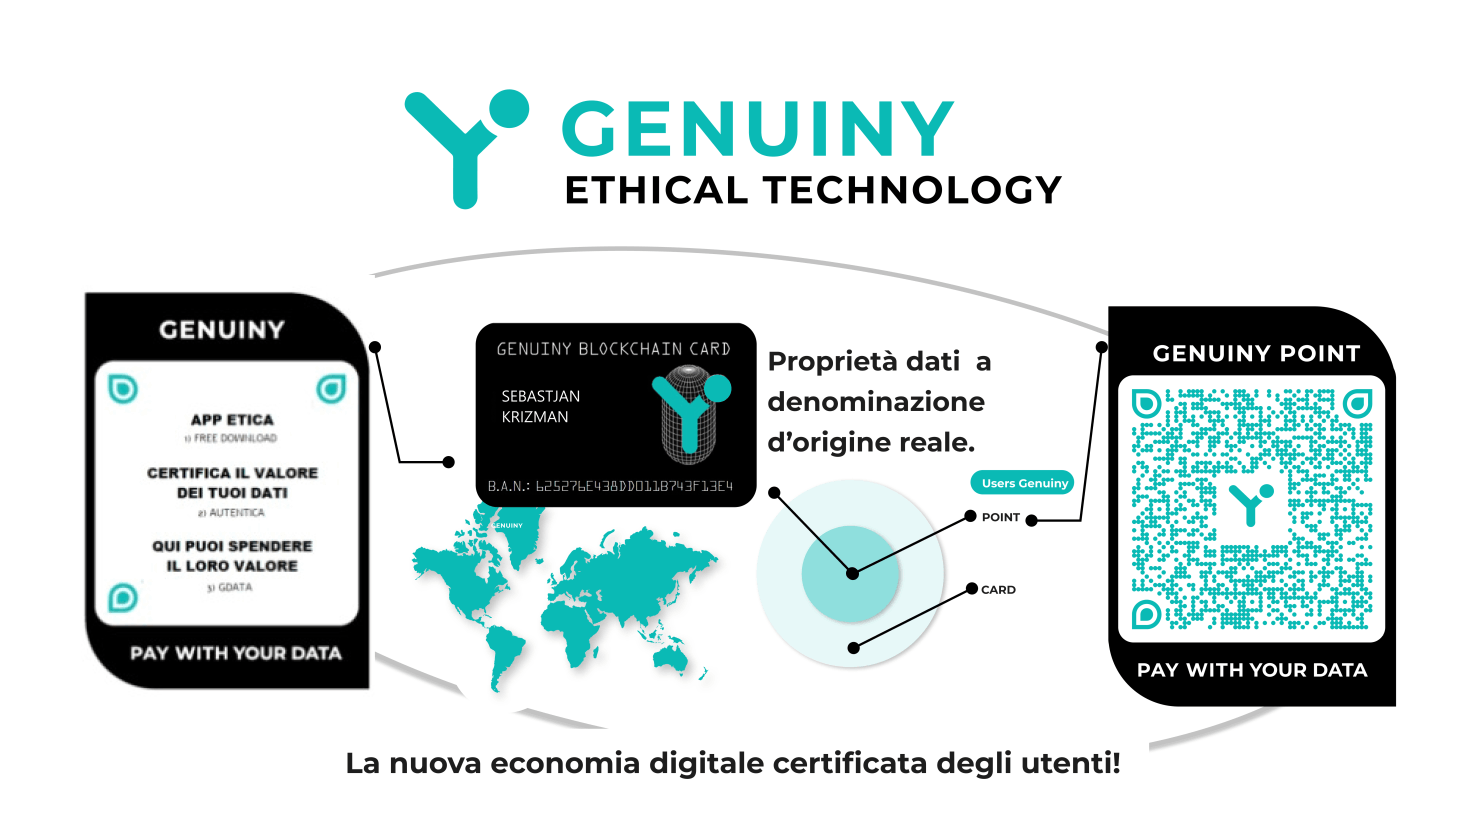 GENUINY
ETHICAL TECHNOLOGY
GENUINY
APP ETICA
1) FREE DOWNLOAD
CERTIFICA IL VALORE
DEI TUOI DATI
2) AUTENTICA
QUI PUOI SPENDERE
IL LORO VALORE
3) GDATA
PAY WITH YOUR DATA
GENUINY BLOCKCHAIN CARD
SEBASTJAN
KRIZMAN
B.A.N.: 625276E438DD011B743F13E4
GENUINY
Proprietà dati a
denominazione
d’origine reale.
Users Genuiny
POINT
CARD
GENUINY POINT
PAY WITH YOUR DATA
La nuova economia digitale certificata degli utenti!